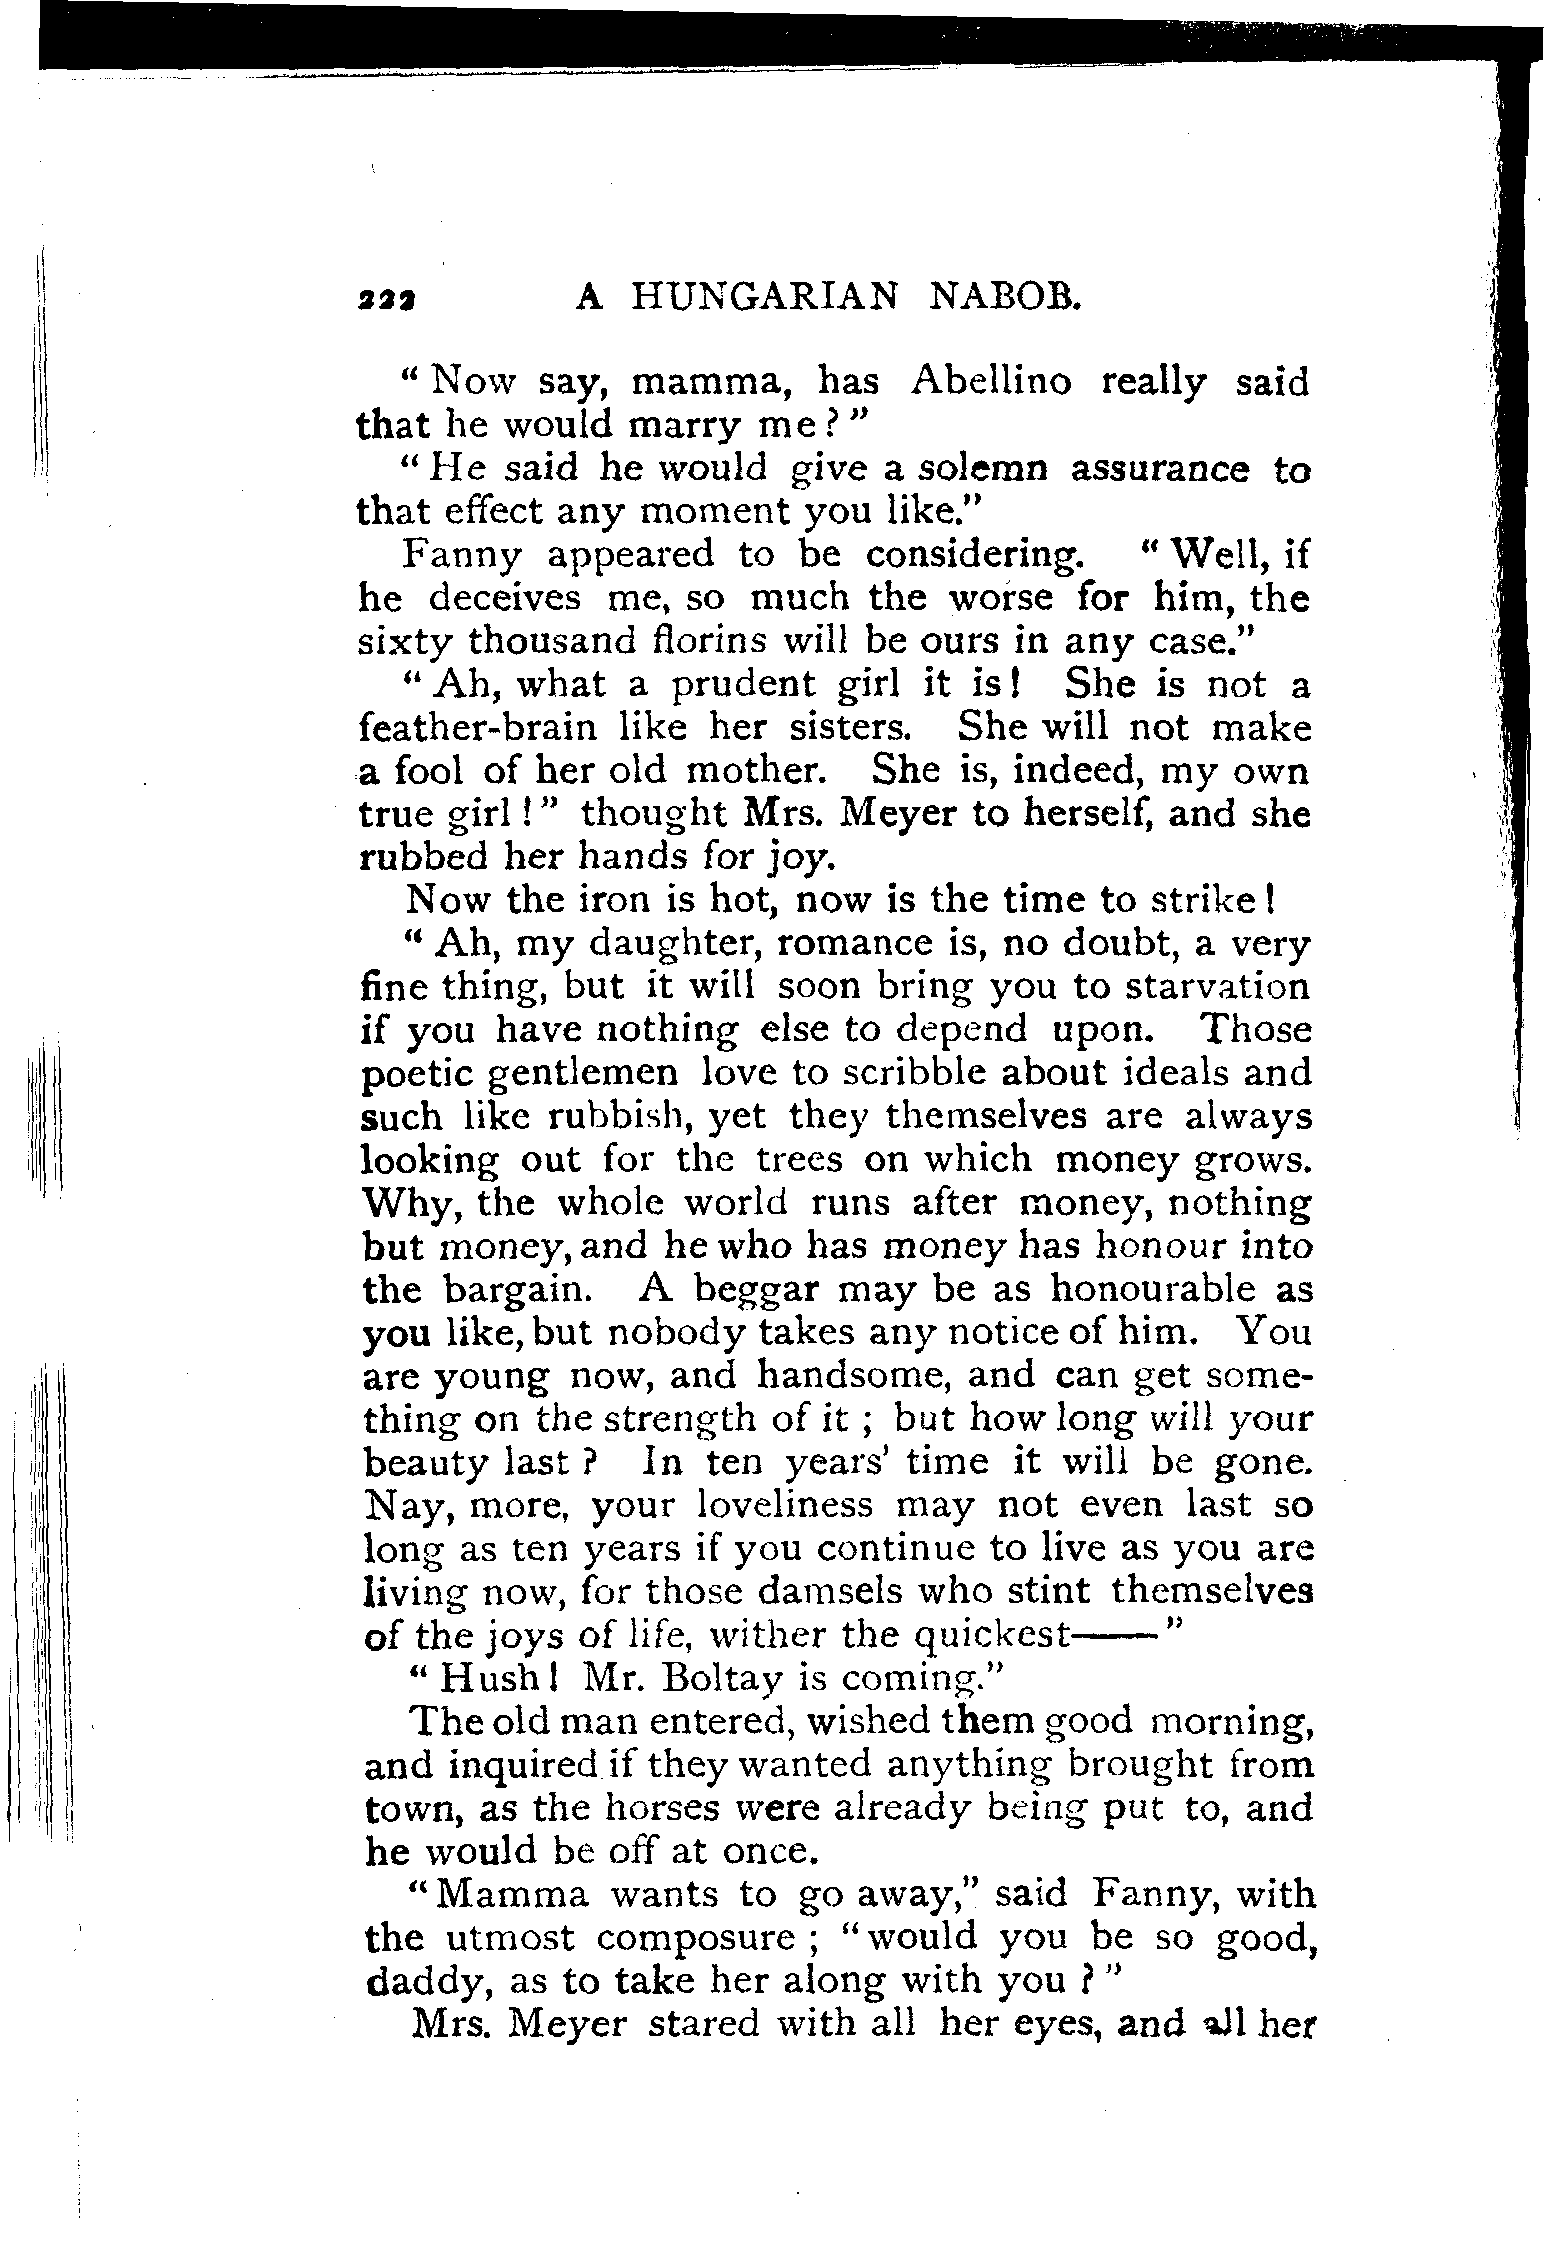 222 A HUNGARIAN NABOB.
“Now say, mamma, has Abellino really said
that he would marry me?”
“He said he would give a solemn assurance to
that effect any moment you like.”
Fanny appeared to be considering. “Well, if
he deceives me, so much the worse for him, the
sixty thousand florins will be ours in any case.”
“Ah, what a prudent girl it is! She is not a
feather-brain like her sisters. She will not make
a fool of her old mother. She is, indeed, my own
true girl!” thought Mrs. Meyer to herself, and she
rubbed her hands for joy.
Now the iron is hot, now is the time to strike!
“Ah, my daughter, romance is, no doubt, a very
fine thing, but it will soon bring you to starvation
if you have nothing else to depend upon. Those
poetic gentlemen love to scribble about ideals and
such like rubbish, yet they themselves are always
looking out for the trees on which money grows.
Why, the whole world runs after money, nothing
but money, and he who has money has honour into
the bargain. A beggar may be as honourable as
you like, but nobody takes any notice of him. You
are young now, and handsome, and can get some-
thing on the strength of it; but how long will your
beauty last? In ten years’ time it will be gone.
Nay, more, your loveliness may not even last so
long as ten years if you continue to live as you are
living now, for those damsels who stint themselves
of the joys of life, wither the quickest——”
“Hush! Mr. Boltay is coming.”
The old man entered, wished them good morning,
and inquired if they wanted anything brought from
town, as the horses were already being put to, and
he would be off at once.
“Mamma wants to go away,” said Fanny, with
the utmost composure; “would you be so good,
daddy, as to take her along with you?”
Mrs. Meyer stared with all her eyes, and all her